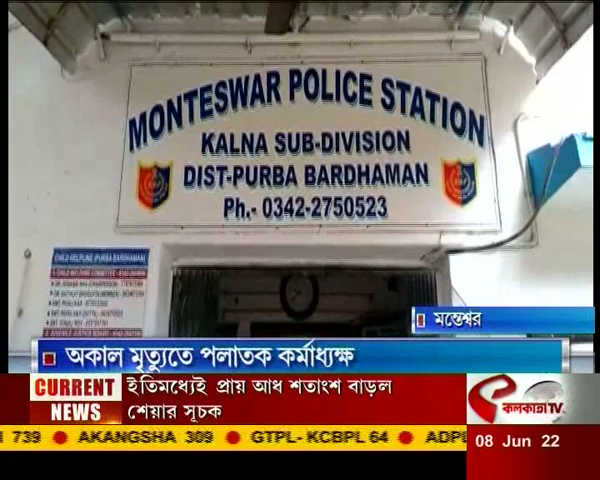 MONTESWAR POLICE STATION
KALNA SUB-DIVISION
DIST-PURBA BARDHAMAN
Ph.- 0342-2750523
CHILD HELPLINE (PURBA BARDHAMAN)
মন্তেশ্বর
অকাল মৃত্যুতে পলাতক কর্মাধ্যক্ষ
CURRENT NEWS
ইতিমধ্যেই প্রায় আধ শতাংশ বাড়ল
শেয়ার সূচক
কলকাতা TV
1 739 AKANGSHA 309 GTPL- KCBPL 64 ADPL
08 Jun 22